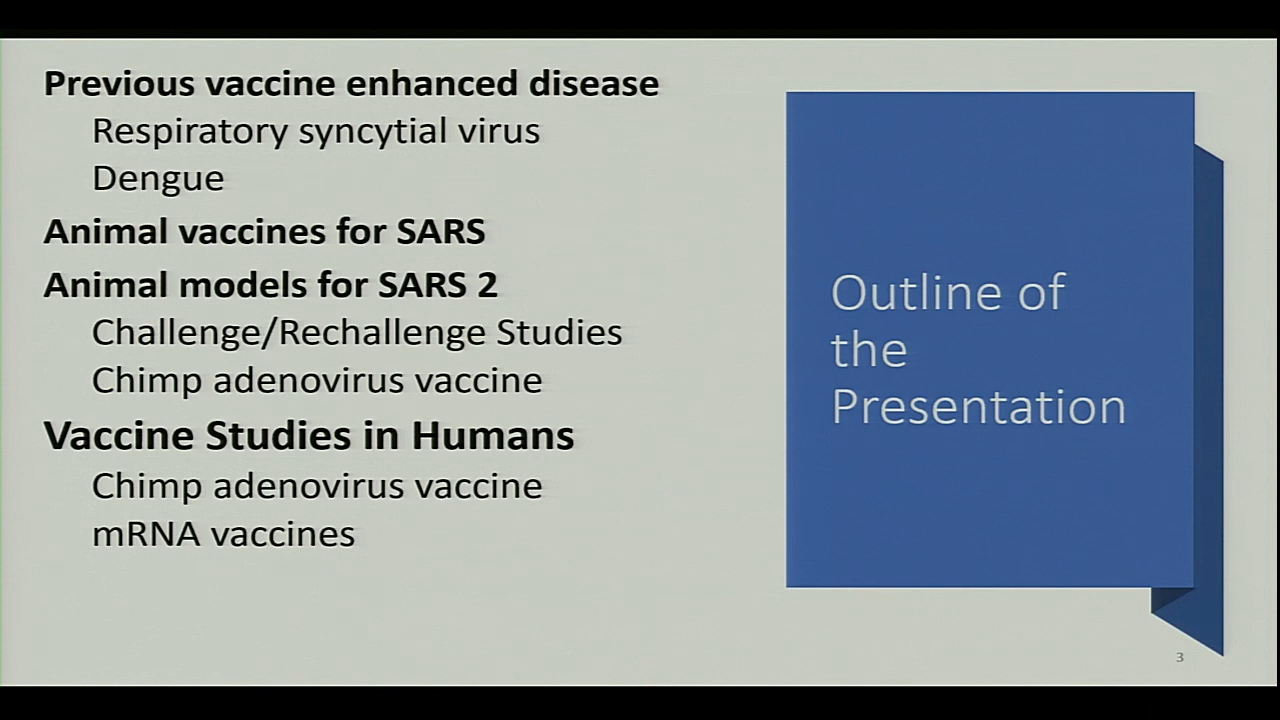 Previous vaccine enhanced disease
Respiratory syncytial virus
Dengue
Animal vaccines for SARS
Animal models for SARS 2
Challenge/Rechallenge Studies
Chimp adenovirus vaccine
Vaccine Studies in Humans
Chimp adenovirus vaccine
mRNA vaccines
Outline of
the
Presentation
3